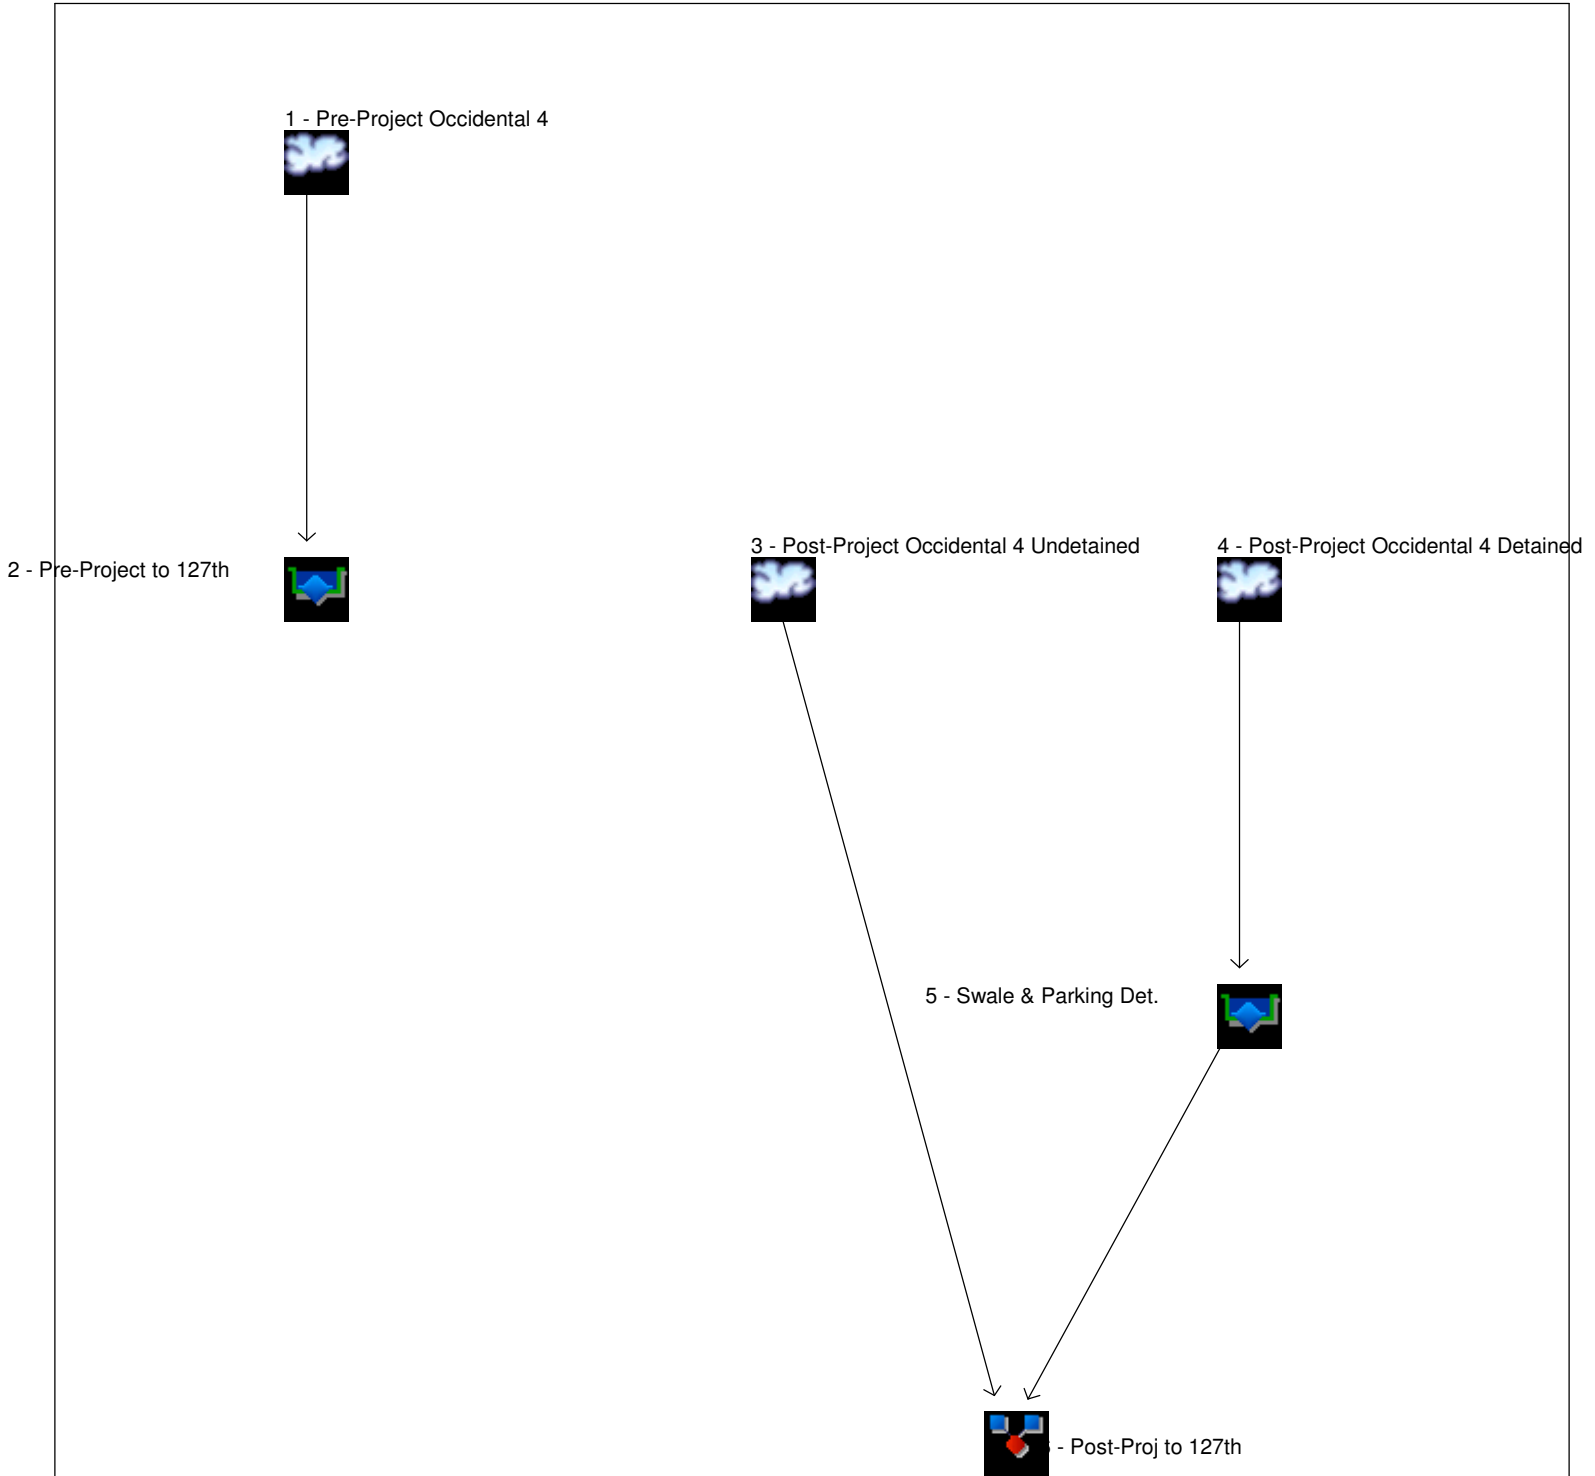 1 - Pre-Project Occidental 4
2 - Pre-Project to 127th
3 - Post-Project Occidental 4 Undetained
4 - Post-Project Occidental 4 Detained
5 - Swale & Parking Det.
- Post-Proj to 127th